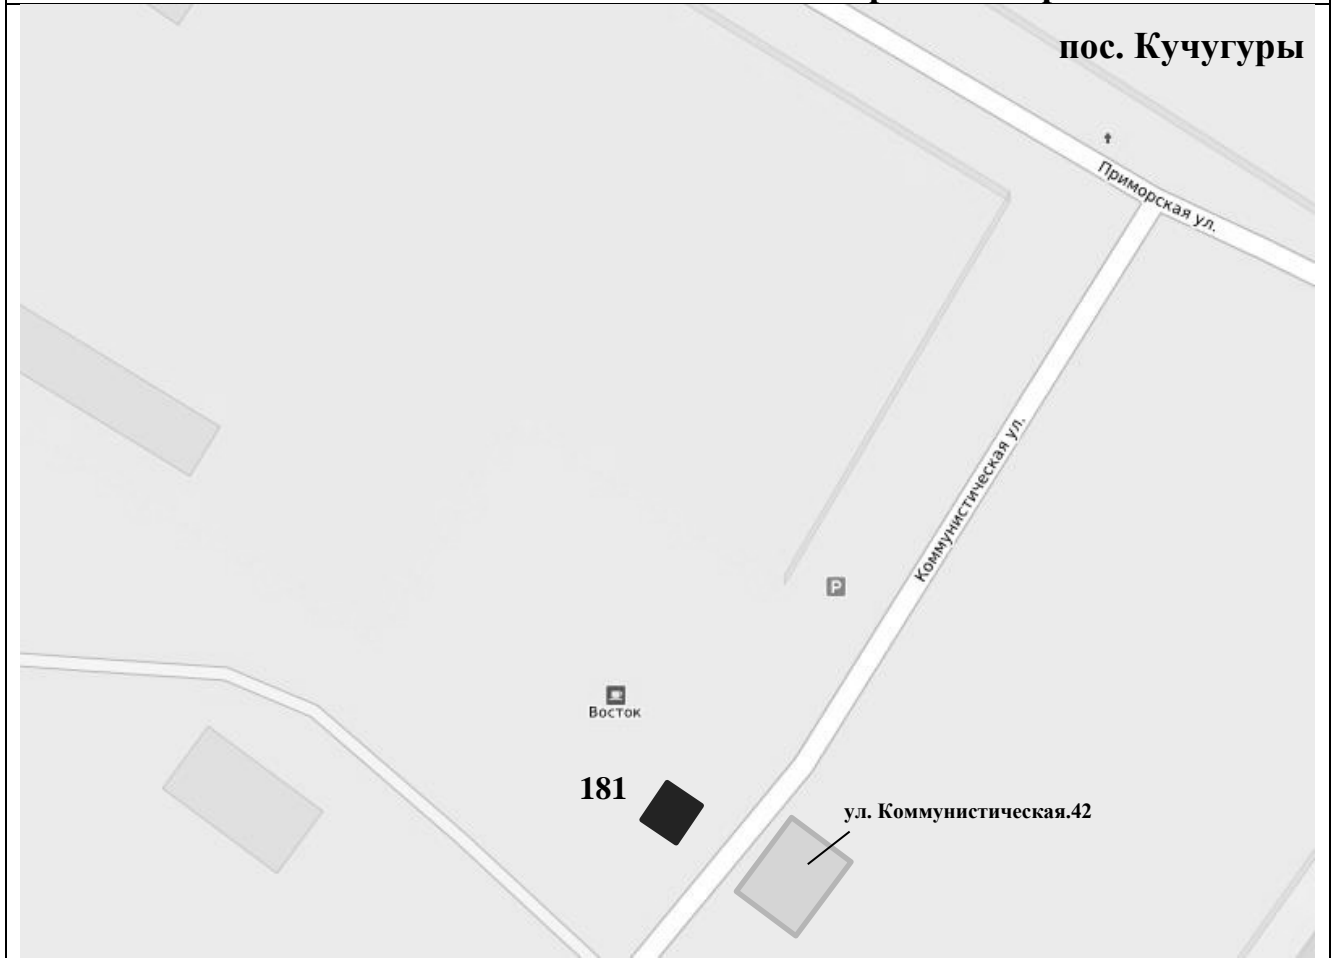 пос. Кучугуры
Приморская ул.
Коммунистическая ул.
P
Восток
181
ул. Коммунистическая.42